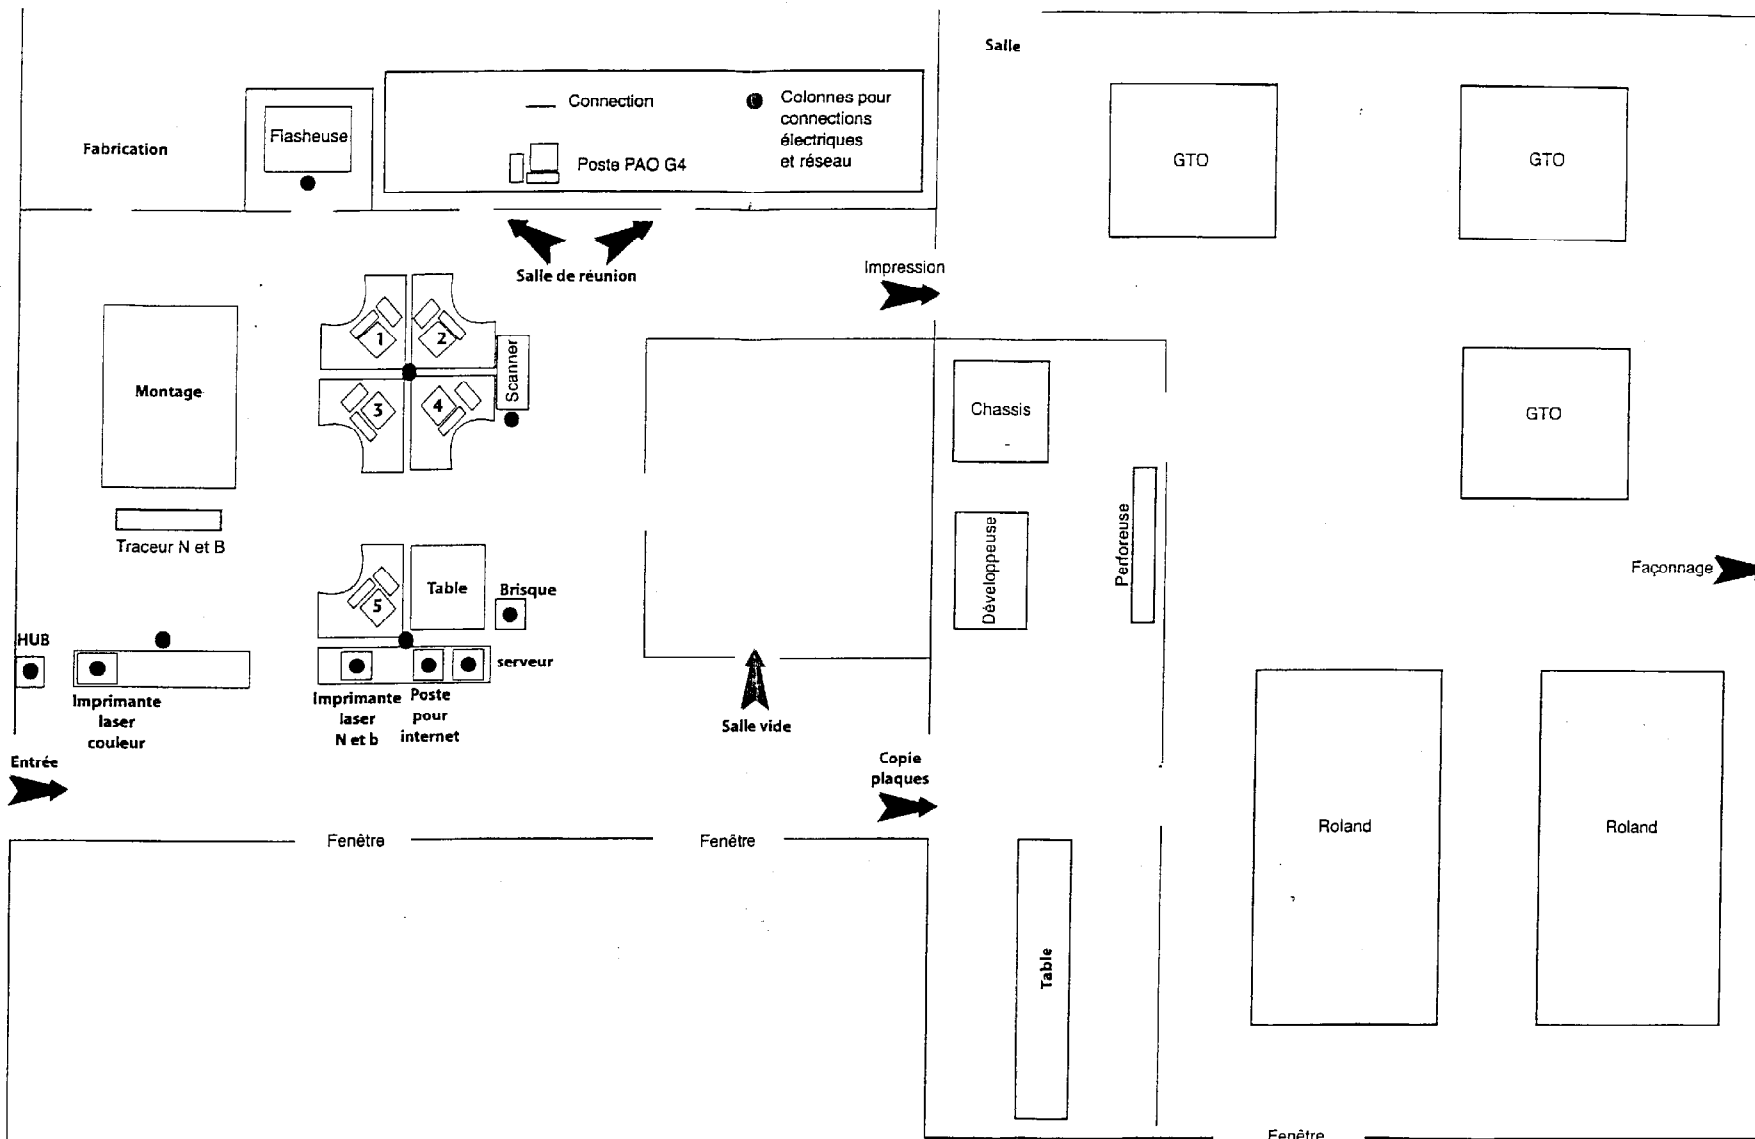 Salle
Connection
Colonnes pour
connections
électriques
et réseau
Poste PAO G4
Flasheuse
Fabrication
GTO
GTO
Salle de réunion
Impression
1
2
Scanner
3
4
Montage
Chassis
GTO
Traceur N et B
Développeuse
Perforeuse
Façonnage
Table
Brisque
5
HUB
serveur
Imprimante
laser
couleur
Imprimante
laser
N et b
Poste
pour
internet
Salle vide
Entrée
Copie
plaques
Fenêtre
Fenêtre
Roland
Roland
Table
Fenêtre